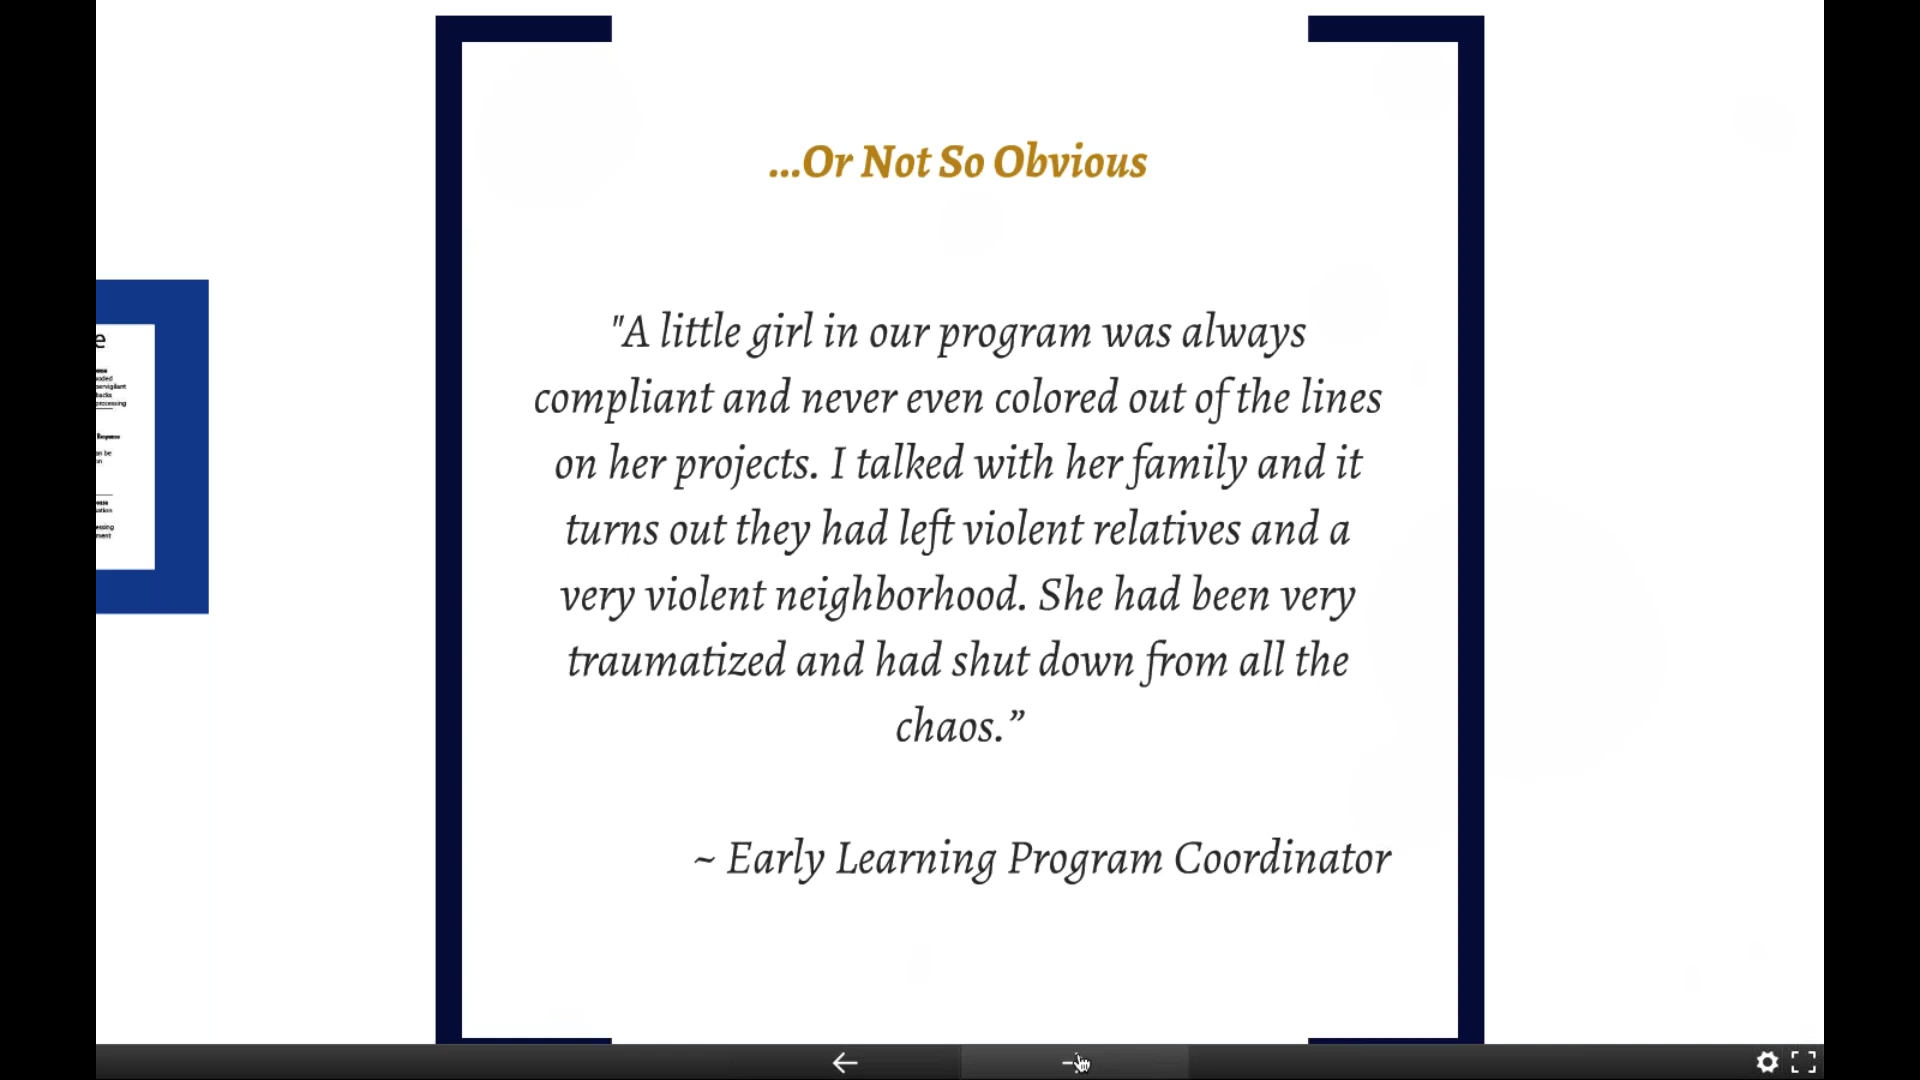 ...Or Not So Obvious
"A little girl in our program was always
compliant and never even colored out of the lines
on her projects. I talked with her family and it
turns out they had left violent relatives and a
very violent neighborhood. She had been very
traumatized and had shut down from all the
chaos.”
~ Early Learning Program Coordinator
e
processing